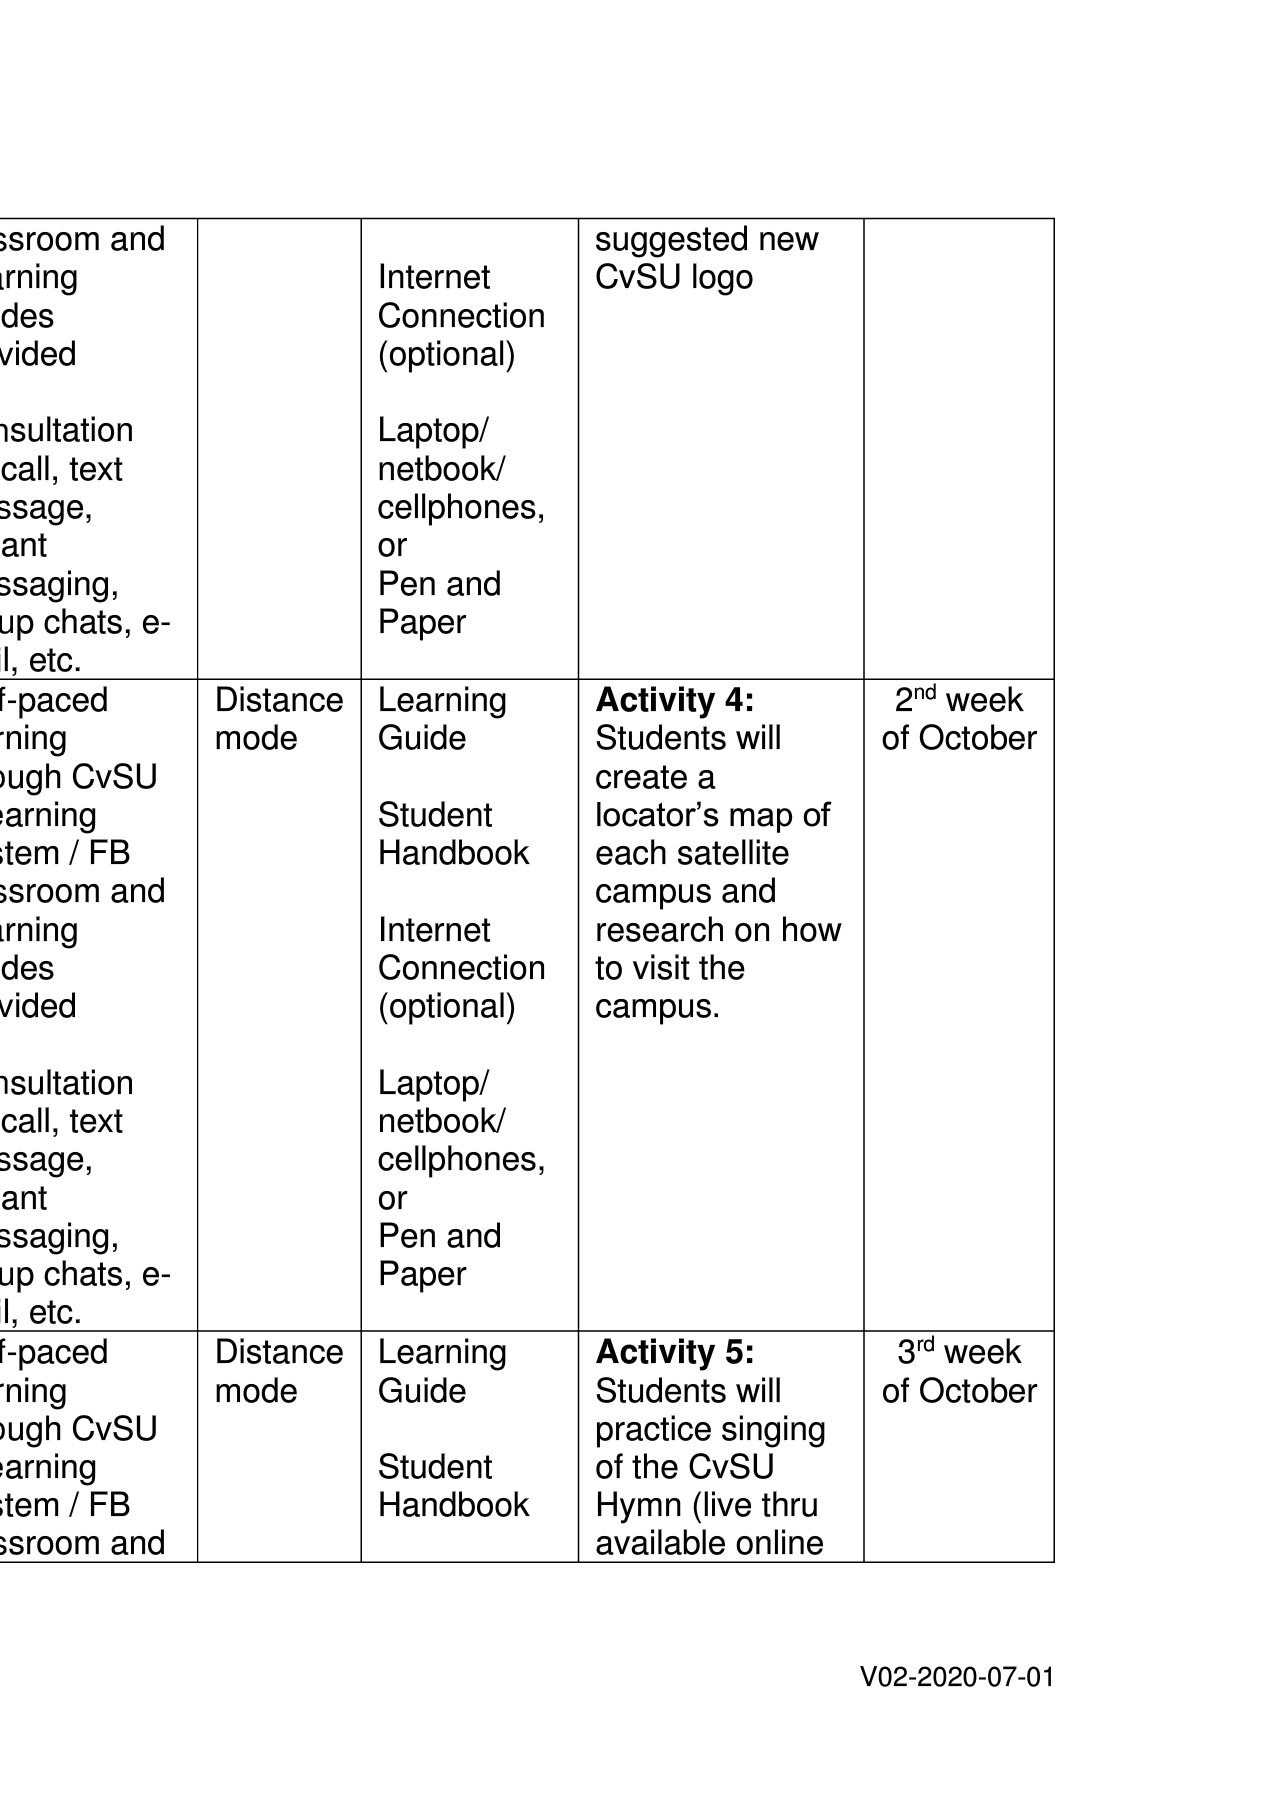 ssroom and
arning
des
vided
nsultation
call, text
ssage,
ant
ssaging,
up chats, e-
il, etc.
Internet
Connection
(optional)
Laptop/
netbook/
cellphones,
or
Pen and
Paper
suggested new
CvSU logo
f-paced
rning
ough CvSU
earning
stem / FB
ssroom and
arning
des
vided
nsultation
call, text
ssage,
ant
ssaging,
up chats, e-
il, etc.
Distance
mode
Learning
Guide
Student
Handbook
Internet
Connection
(optional)
Laptop/
netbook/
cellphones,
or
Pen and
Paper
Activity 4:
Students will
create a
locator’s map of
each satellite
campus and
research on how
to visit the
campus.
2nd week
of October
f-paced
rning
ough CvSU
earning
stem / FB
ssroom and
Distance
mode
Learning
Guide
Student
Handbook
Activity 5:
Students will
practice singing
of the CvSU
Hymn (live thru
available online
3rd week
of October
V02-2020-07-01